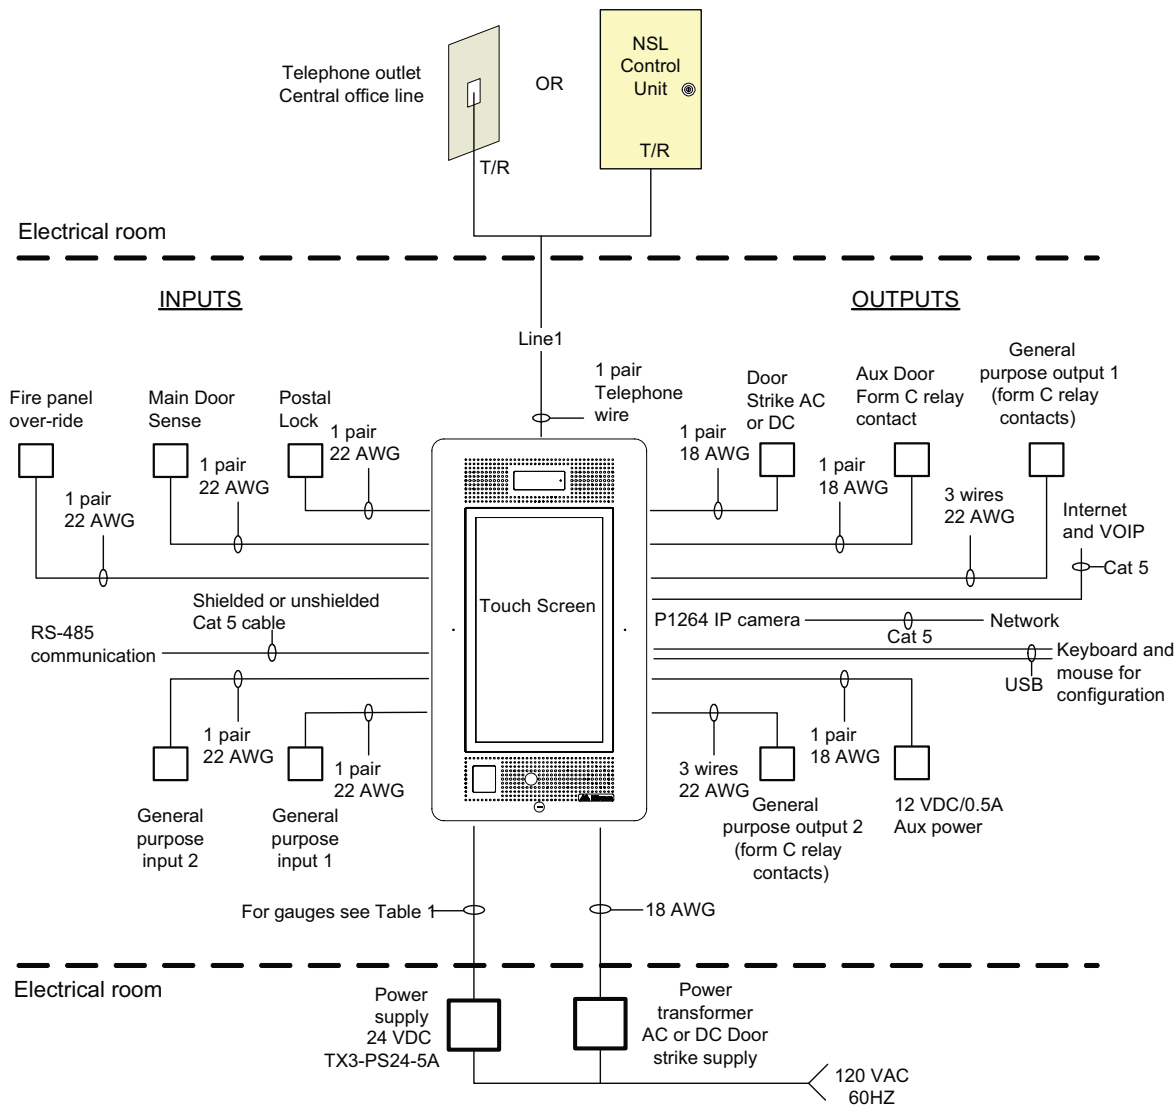 Telephone outlet
Central office line
OR
NSL
Control
Unit
T/R
T/R
Electrical room
INPUTS
OUTPUTS
Line1
1 pair
Telephone
wire
Fire panel
over-ride
Main Door
Sense
Postal
Lock
1 pair
22 AWG
1 pair
22 AWG
1 pair
22 AWG
Door
Strike AC
or DC
Aux Door
Form C relay
contact
General
purpose output 1
(form C relay
contacts)
1 pair
18 AWG
1 pair
18 AWG
3 wires
22 AWG
Internet
and VOIP
Cat 5
Shielded or unshielded
Cat 5 cable
RS-485
communication
Touch Screen
P1264 IP camera
Network
Cat 5
Keyboard and
mouse for
configuration
USB
1 pair
22 AWG
1 pair
22 AWG
General
purpose
input 2
General
purpose
input 1
3 wires
22 AWG
1 pair
18 AWG
General
purpose output 2
(form C relay
contacts)
12 VDC/0.5A
Aux power
For gauges see Table 1
18 AWG
Electrical room
Power
supply
24 VDC
TX3-PS24-5A
Power
transformer
AC or DC Door
strike supply
120 VAC
60HZ